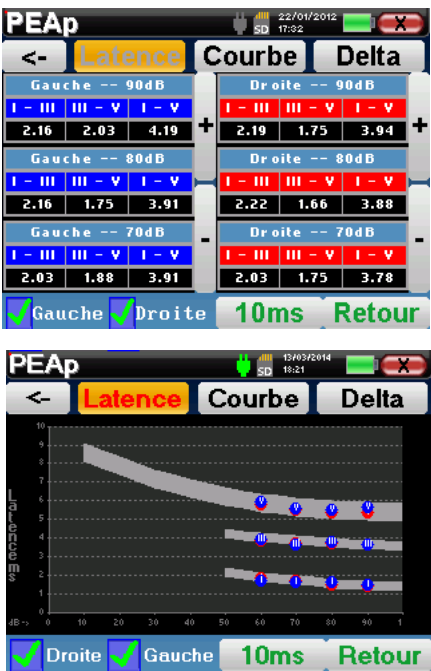 PEAp SD 22/01/2012 17:32 X
<- Latence Courbe Delta
Gauche -- 90dB Droite -- 90dB
I - III III - V I - V I - III III - V I - V
2.16 2.03 4.19 + 2.19 1.75 3.94 +
Gauche -- 80dB Droite -- 80dB
I - III III - V I - V I - III III - V I - V
2.16 1.75 3.91 2.22 1.66 3.88
Gauche -- 70dB - Droite -- 70dB -
I - III III - V I - V I - III III - V I - V
2.03 1.88 3.91 2.03 1.75 3.78
Gauche Droite 10ms Retour
PEAp SD 13/03/2014 18:21 X
<- Latence Courbe Delta
Latencems
10
9
8
7
6
5
4
3
2
1
0
V V V V
III III III III
I I I I
dB-> 0 10 20 30 40 50 60 70 80 90 1
Droite Gauche 10ms Retour